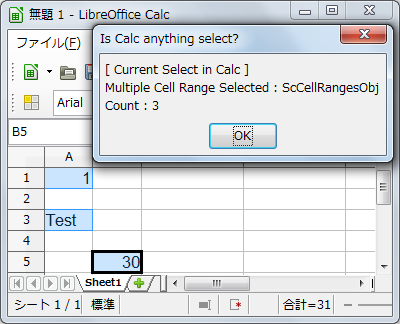 無題 1 - LibreOffice Calc
Is Calc anything select?
ファイル(F)
[ Current Select in Calc ]
Multiple Cell Range Selected : ScCellRangesObj
Count : 3
OK
Arial
B5
A
1 1
2
3 Test
4
5 30
Sheet1
シート 1 / 1 標準 合計=31